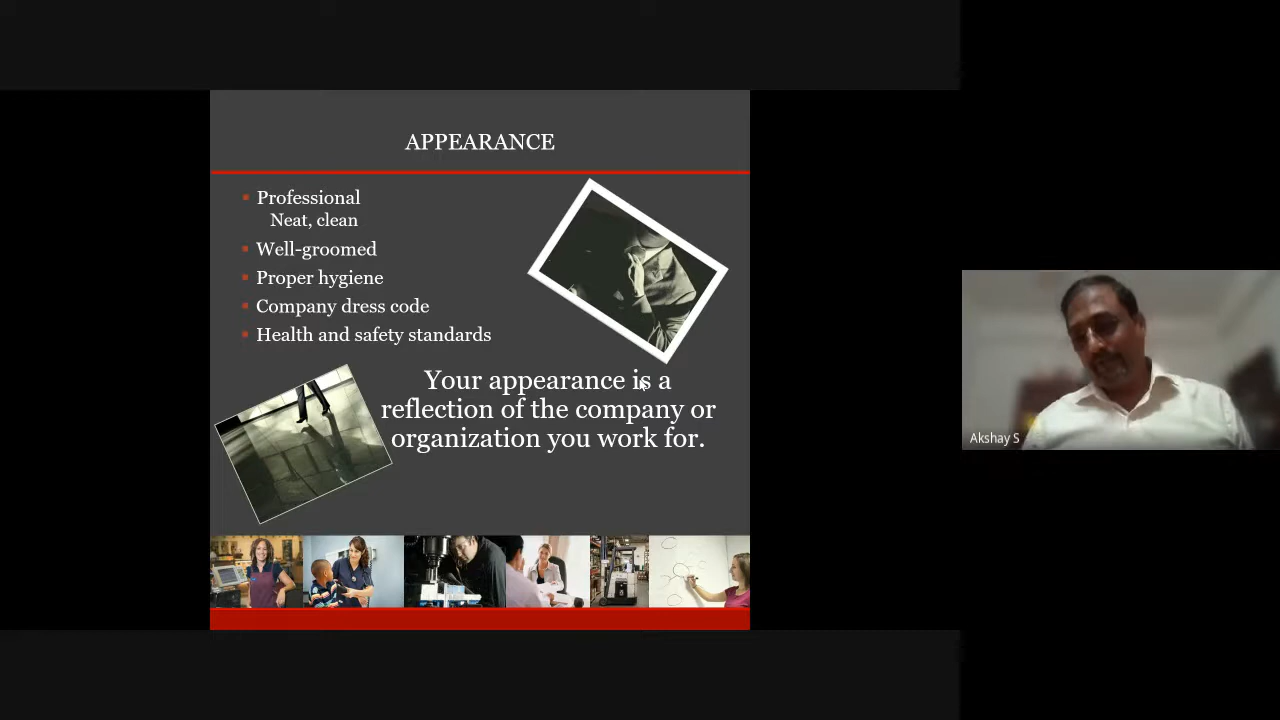 APPEARANCE
Professional
Neat, clean
Well-groomed
Proper hygiene
Company dress code
Health and safety standards
Your appearance is a
reflection of the company or
organization you work for.
Akshay S